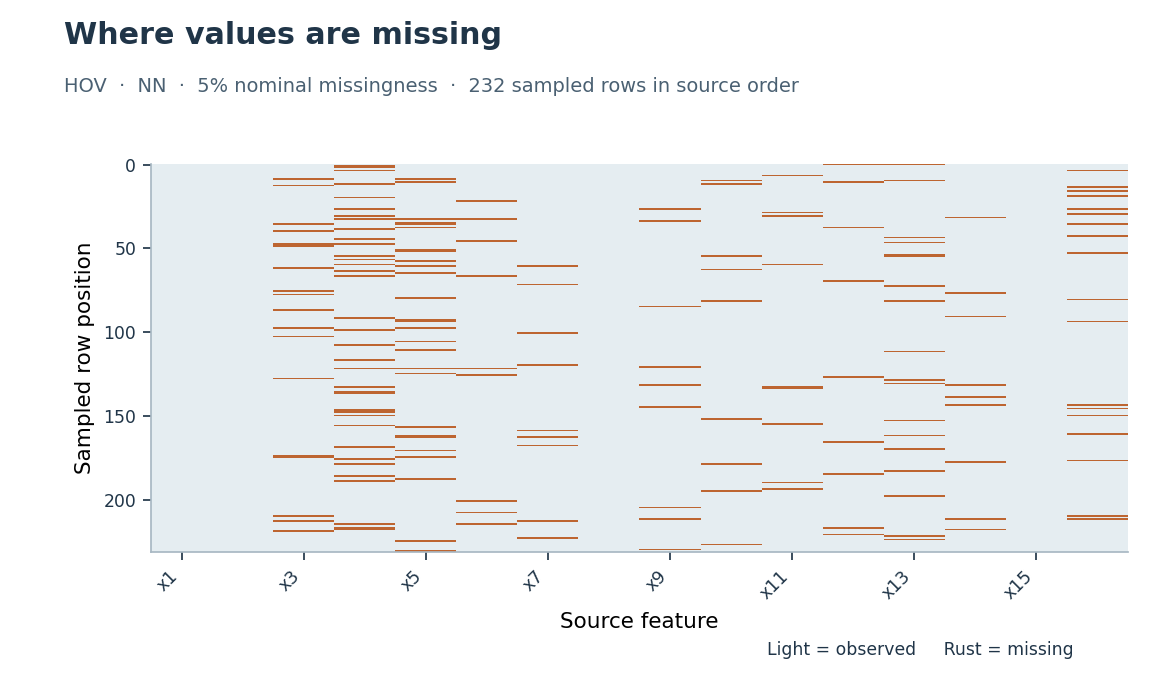 Where values are missing
HOV · NN · 5% nominal missingness · 232 sampled rows in source order
0
50
100
150
200
Sampled row position
x1 x3 x5 x7 x9 x11 x13 x15
Source feature
Light = observed Rust = missing